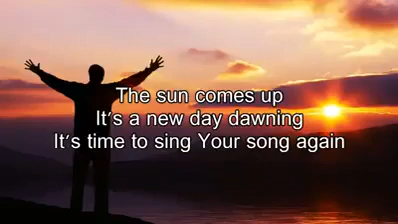 The sun comes up
It's a new day dawning
It's time to sing Your song again